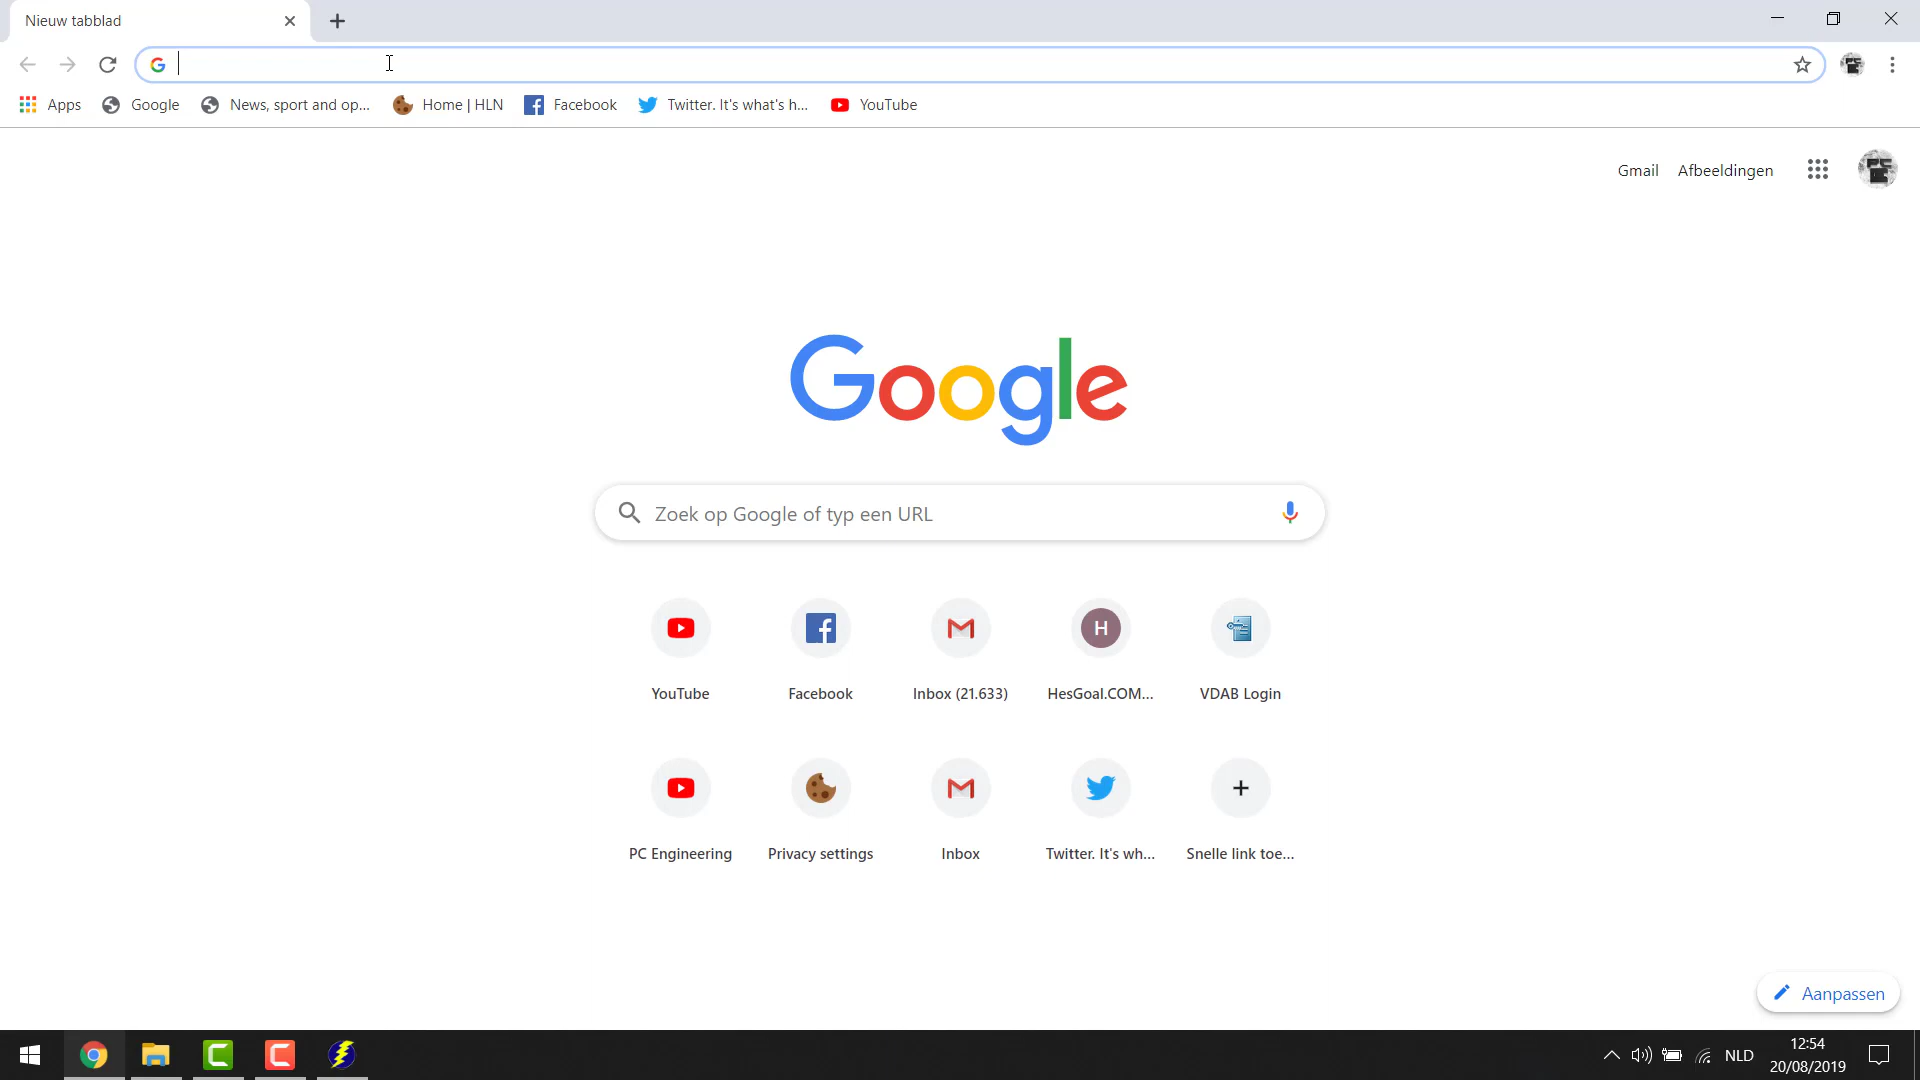 Nieuw tabblad
Apps Google News, sport and op... Home | HLN Facebook Twitter. It's what's h... YouTube
Gmail Afbeeldingen
Google
Zoek op Google of typ een URL
YouTube Facebook Inbox (21.633) HesGoal.COM... VDAB Login
PC Engineering Privacy settings Inbox Twitter. It's wh... Snelle link toe...
Aanpassen
NLD
12:54
20/08/2019